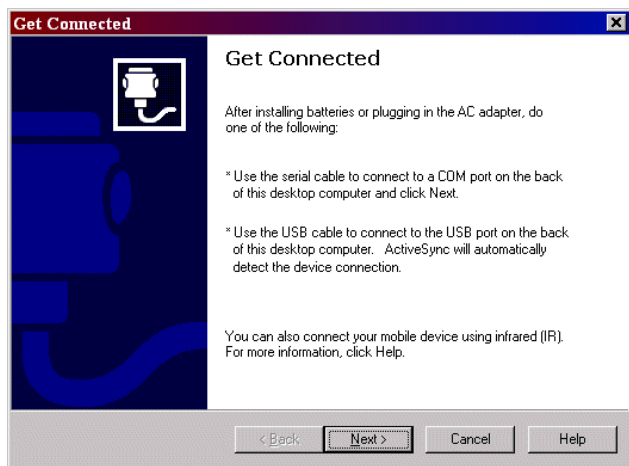 Get Connected
Get Connected
After installing batteries or plugging in the AC adapter, do
one of the following:
* Use the serial cable to connect to a COM port on the back
of this desktop computer and click Next.
* Use the USB cable to connect to the USB port on the back
of this desktop computer. ActiveSync will automatically
detect the device connection.
You can also connect your mobile device using infrared (IR).
For more information, click Help.
< Back Next > Cancel Help